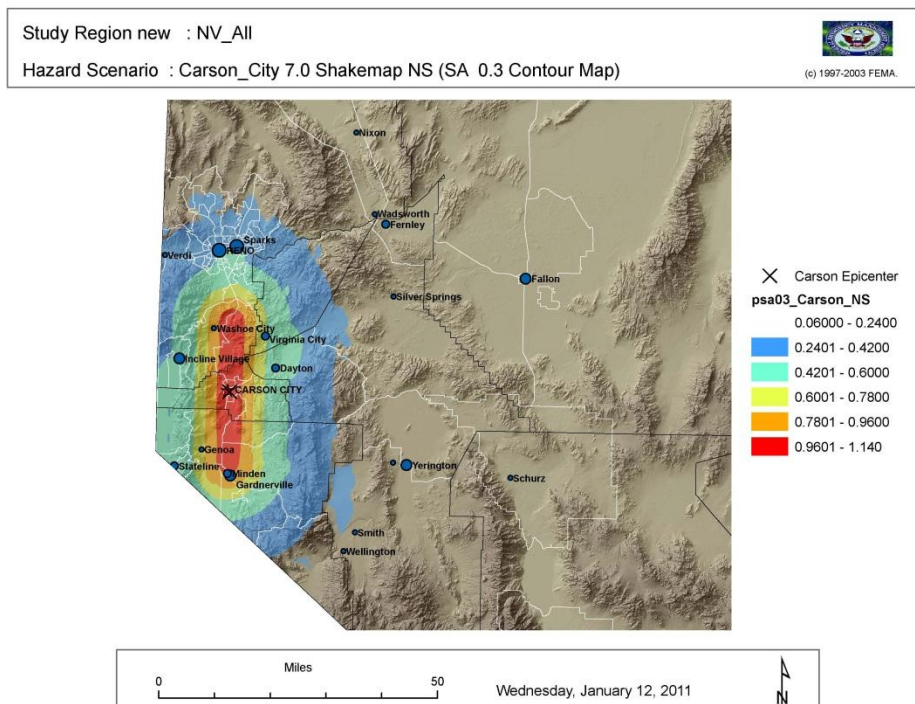 Study Region new : NV_All
Hazard Scenario : Carson_City 7.0 Shakemap NS (SA 0.3 Contour Map)
(c) 1997-2003 FEMA.
Nixon
Wadsworth
Fernley
Sparks
RENO
Verdi
Fallon
Silver Springs
Washoe City
Virginia City
Incline Village
Dayton
CARSON CITY
Genoa
Stateline
Minden
Gardnerville
Yerington
Schurz
Smith
Wellington
Carson Epicenter
psa03_Carson_NS
0.06000 - 0.2400
0.2401 - 0.4200
0.4201 - 0.6000
0.6001 - 0.7800
0.7801 - 0.9600
0.9601 - 1.140
Miles
0 50
Wednesday, January 12, 2011
N